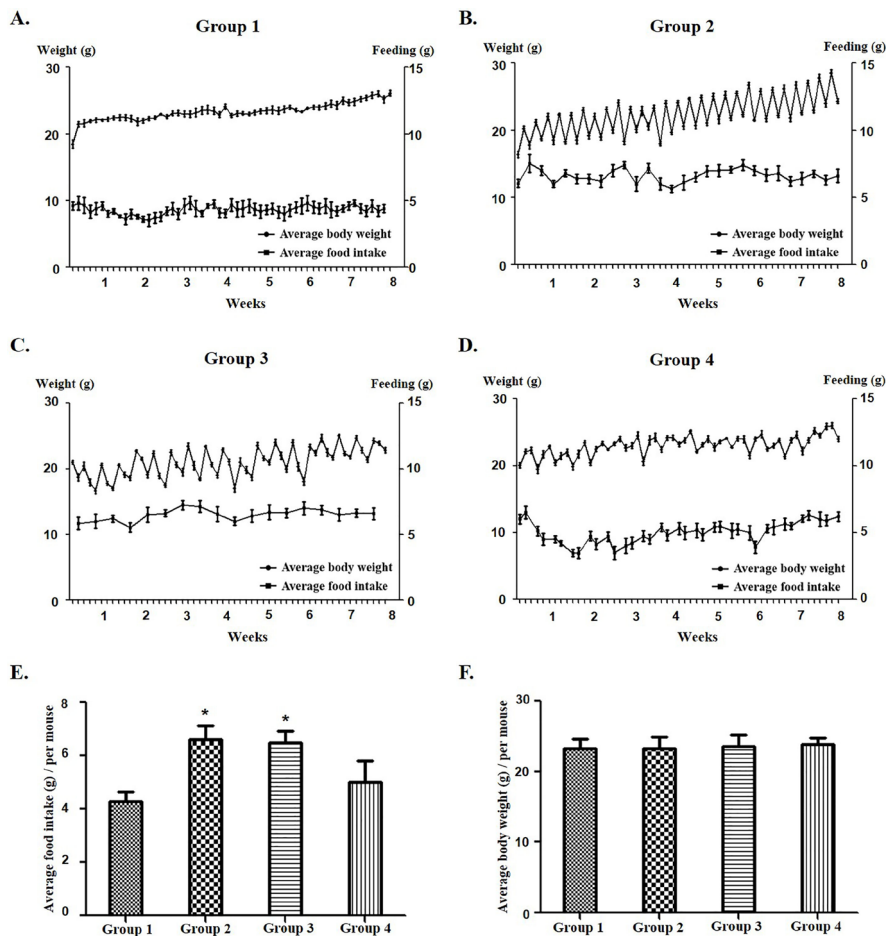 A.
Group 1
Weight (g)
Feeding (g)
30
20
10
0
15
10
5
0
Average body weight
Average food intake
1 2 3 4 5 6 7 8
Weeks
B.
Group 2
Weight (g)
Feeding (g)
30
20
10
0
15
10
5
0
Average body weight
Average food intake
1 2 3 4 5 6 7 8
Weeks
C.
Group 3
Weight (g)
Feeding (g)
30
20
10
0
15
10
5
0
Average body weight
Average food intake
1 2 3 4 5 6 7 8
Weeks
D.
Group 4
Weight (g)
Feeding (g)
30
20
10
0
15
10
5
0
Average body weight
Average food intake
1 2 3 4 5 6 7 8
Weeks
E.
Average food intake (g) / per mouse
8
6
4
2
0
* *
Group 1 Group 2 Group 3 Group 4
F.
Average body weight (g) / per mouse
30
20
10
0
Group 1 Group 2 Group 3 Group 4